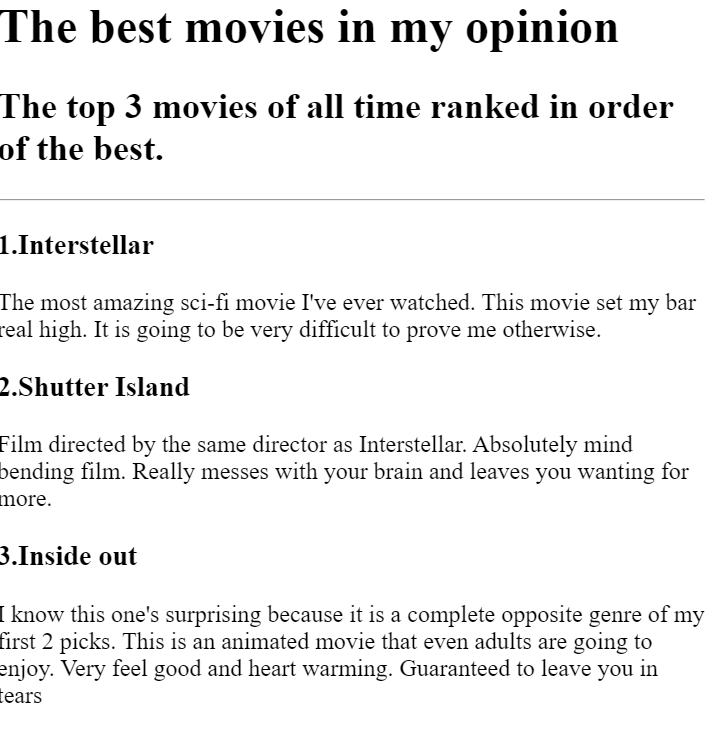 The best movies in my opinion
The top 3 movies of all time ranked in order
of the best.
1.Interstellar
The most amazing sci-fi movie I've ever watched. This movie set my bar
real high. It is going to be very difficult to prove me otherwise.
2.Shutter Island
Film directed by the same director as Interstellar. Absolutely mind
bending film. Really messes with your brain and leaves you wanting for
more.
3.Inside out
I know this one's surprising because it is a complete opposite genre of my
first 2 picks. This is an animated movie that even adults are going to
enjoy. Very feel good and heart warming. Guaranteed to leave you in
tears